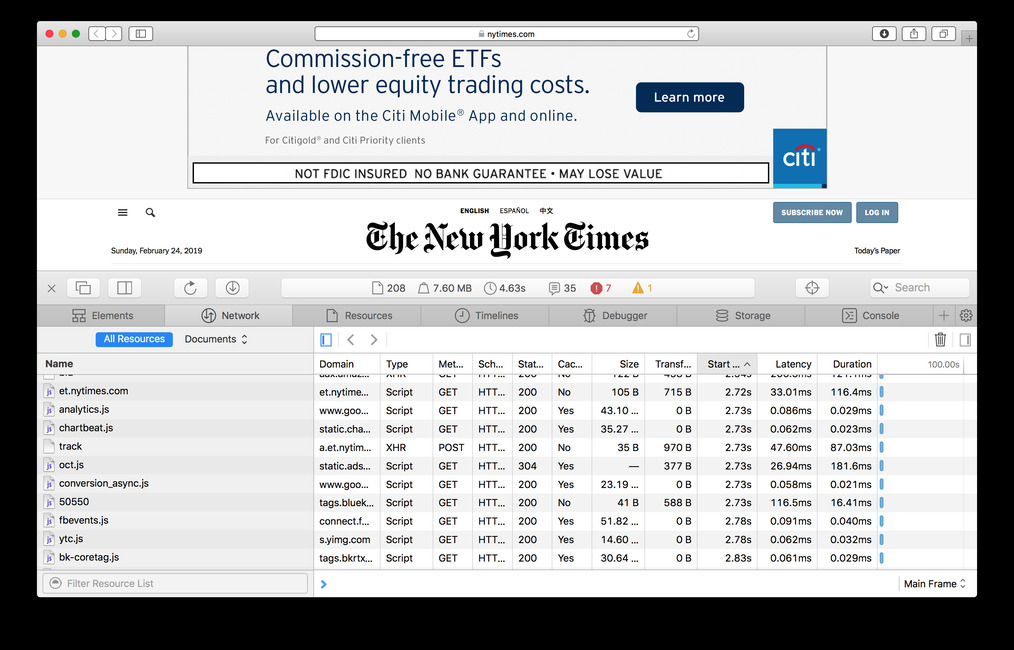 nytimes.com
Commission-free ETFs
and lower equity trading costs.
Learn more
Available on the Citi Mobile® App and online.
For Citigold® and Citi Priority clients
citi®
NOT FDIC INSURED NO BANK GUARANTEE • MAY LOSE VALUE
ENGLISH ESPAÑOL 中文
SUBSCRIBE NOW LOG IN
The New York Times
Sunday, February 24, 2019
Today's Paper
208 7.60 MB 4.63s 35 7 1 Search
Elements Network Resources Timelines Debugger Storage Console
All Resources Documents
Name Domain Type Met... Sch... Stat... Cac... Size Transf... Start ... Latency Duration 100.00s
et.nytimes.com et.nytime... Script GET HTT... 200 No 105 B 715 B 2.72s 33.01ms 116.4ms
analytics.js www.goo... Script GET HTT... 200 Yes 43.10 ... 0 B 2.73s 0.086ms 0.029ms
chartbeat.js static.cha... Script GET HTT... 200 Yes 35.27 ... 0 B 2.73s 0.062ms 0.023ms
track a.et.nytim... XHR POST HTT... 200 No 35 B 970 B 2.73s 47.60ms 87.03ms
oct.js static.ads... Script GET HTT... 304 Yes — 377 B 2.73s 26.94ms 181.6ms
conversion_async.js www.goo... Script GET HTT... 200 Yes 23.19 ... 0 B 2.73s 0.058ms 0.021ms
50550 tags.bluek... Script GET HTT... 200 No 41 B 588 B 2.73s 116.5ms 16.41ms
fbevents.js connect.f... Script GET HTT... 200 Yes 51.82 ... 0 B 2.78s 0.091ms 0.040ms
ytc.js s.yimg.com Script GET HTT... 200 Yes 14.60 ... 0 B 2.78s 0.062ms 0.032ms
bk-coretag.js tags.bkrtx... Script GET HTT... 200 Yes 30.64 ... 0 B 2.83s 0.061ms 0.029ms
Filter Resource List Main Frame